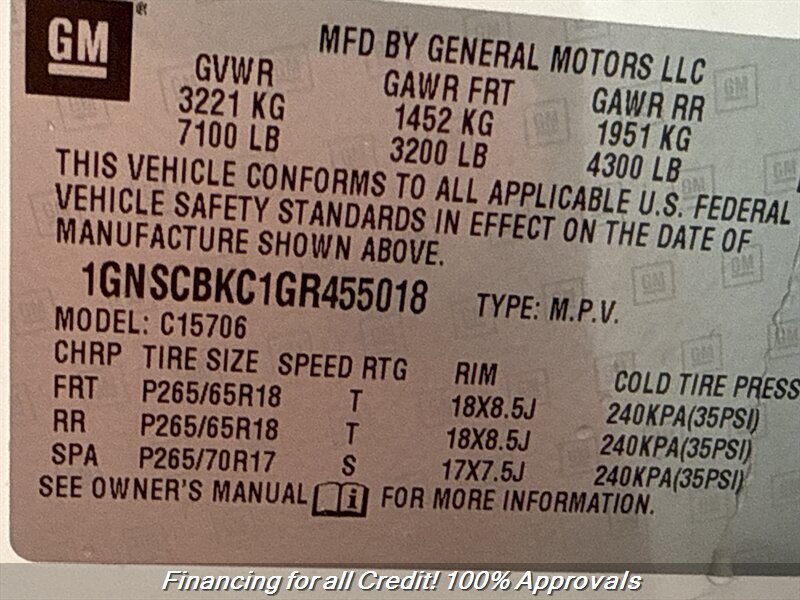 GM
MFD BY GENERAL MOTORS LLC
GVWR GAWR FRT GAWR RR
3221 KG 1452 KG 1951 KG
7100 LB 3200 LB 4300 LB
THIS VEHICLE CONFORMS TO ALL APPLICABLE U.S. FEDERAL
VEHICLE SAFETY STANDARDS IN EFFECT ON THE DATE OF
MANUFACTURE SHOWN ABOVE.
1GNSCBKC1GR455018 TYPE: M.P.V.
MODEL: C15706
CHRP TIRE SIZE SPEED RTG RIM COLD TIRE PRESS
FRT P265/65R18 T 18X8.5J 240KPA(35PSI)
RR P265/65R18 T 18X8.5J 240KPA(35PSI)
SPA P265/70R17 S 17X7.5J 240KPA(35PSI)
SEE OWNER'S MANUAL i FOR MORE INFORMATION.
Financing for all Credit! 100% Approvals